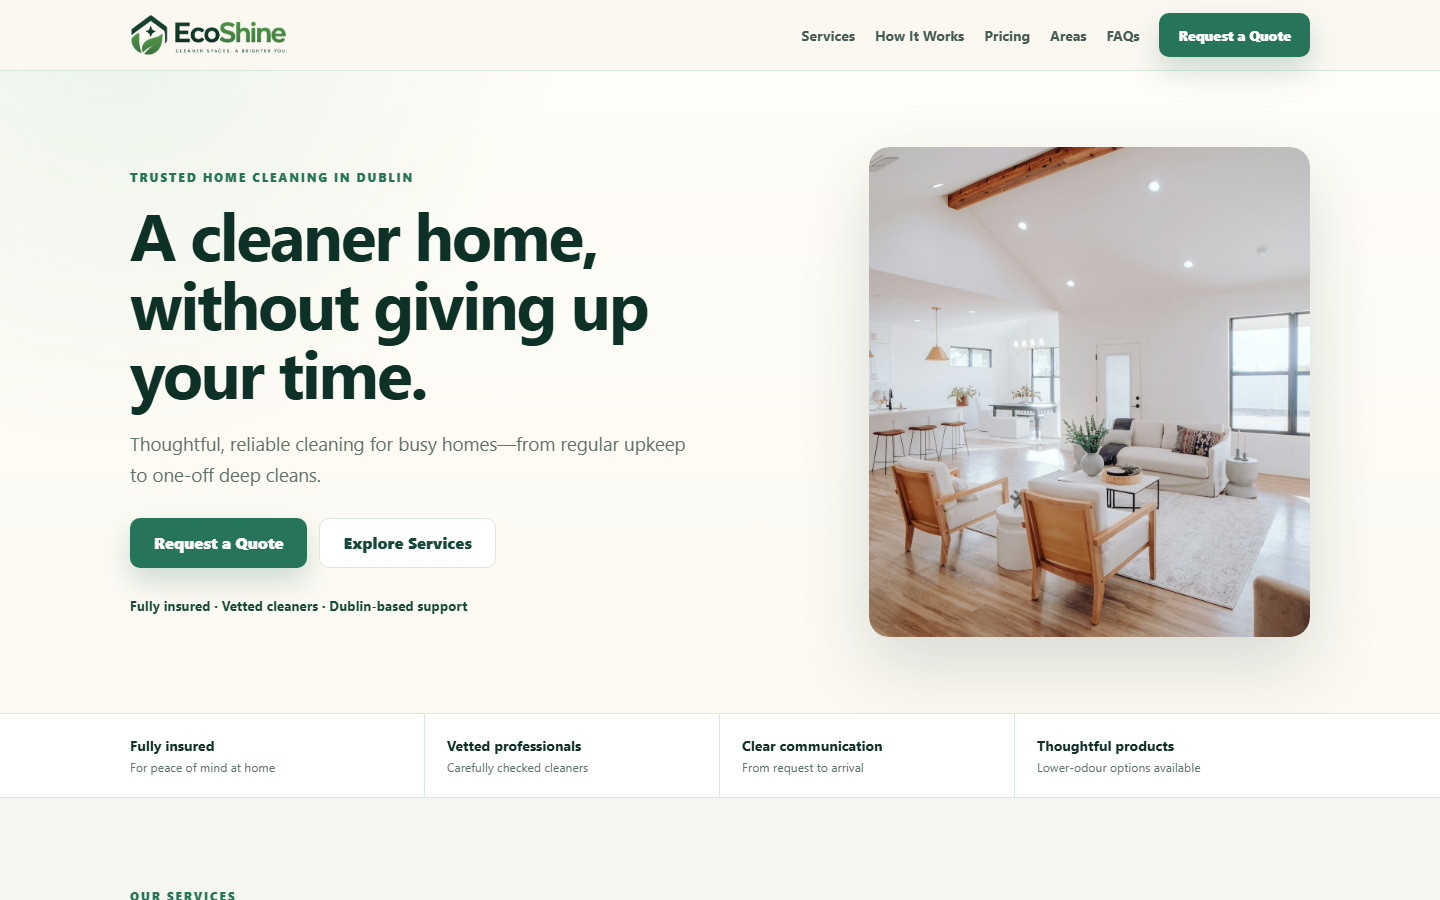 EcoShine
CLEANER SPACES. A BRIGHTER YOU.
Services How It Works Pricing Areas FAQs Request a Quote
TRUSTED HOME CLEANING IN DUBLIN
A cleaner home,
without giving up
your time.
Thoughtful, reliable cleaning for busy homes—from regular upkeep
to one-off deep cleans.
Request a Quote Explore Services
Fully insured · Vetted cleaners · Dublin-based support
Fully insured
For peace of mind at home
Vetted professionals
Carefully checked cleaners
Clear communication
From request to arrival
Thoughtful products
Lower-odour options available
OUR SERVICES